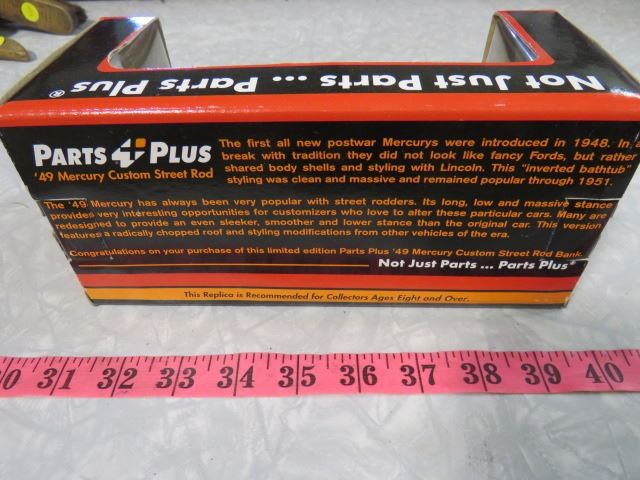 Not Just Parts ... Parts Plus®
PARTS PLUS
'49 Mercury Custom Street Rod
The first all new postwar Mercurys were introduced in 1948. In a
break with tradition they did not look like fancy Fords, but rather
shared body shells and styling with Lincoln. This "inverted bathtub"
styling was clean and massive and remained popular through 1951.
The '49 Mercury has always been very popular with street rodders. Its long, low and massive stance
provides very interesting opportunities for customizers who love to alter these particular cars. Many are
redesigned to provide an even sleeker, smoother and lower stance than the original car. This version
features a radically chopped roof and styling modifications from other vehicles of the era.
Congratulations on your purchase of this limited edition Parts Plus '49 Mercury Custom Street Rod Bank.
Not Just Parts ... Parts Plus®
This Replica is Recommended for Collectors Ages Eight and Over.
0 31 32 33 34 35 36 37 38 39 40